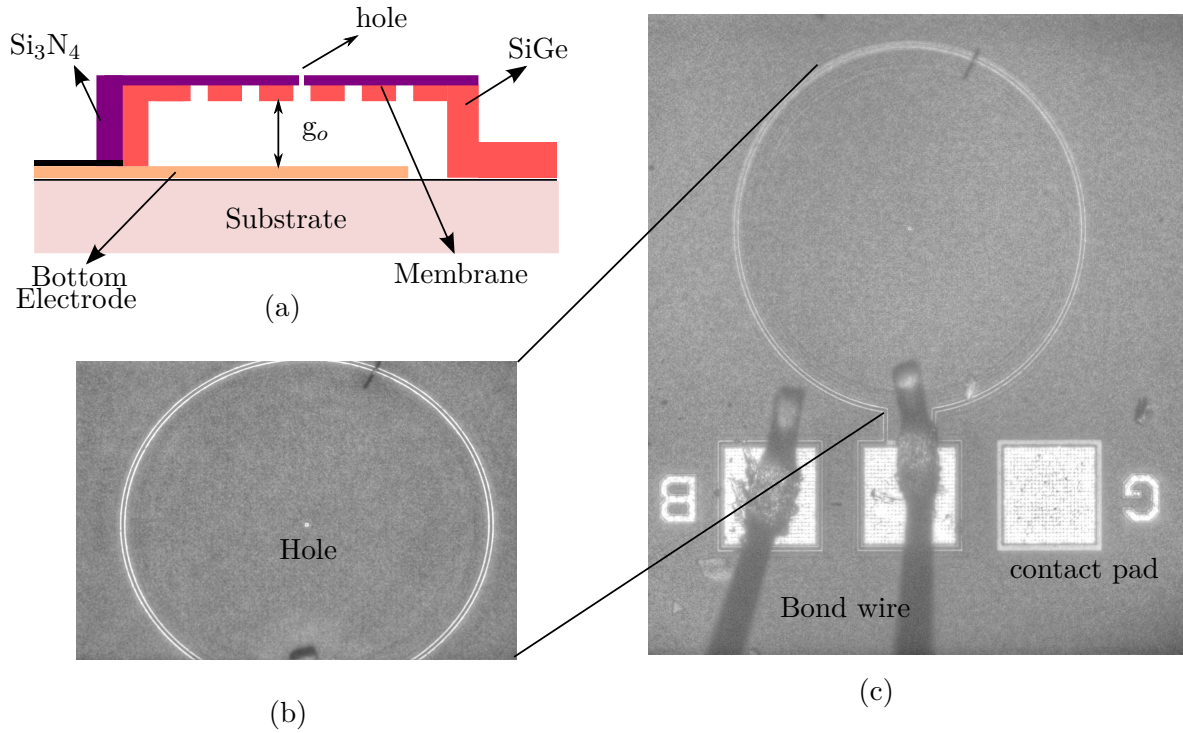 hole
Si₃N₄
SiGe
gₒ
Substrate
Bottom
Electrode
Membrane
(a)
Hole
(b)
B
G
contact pad
Bond wire
(c)